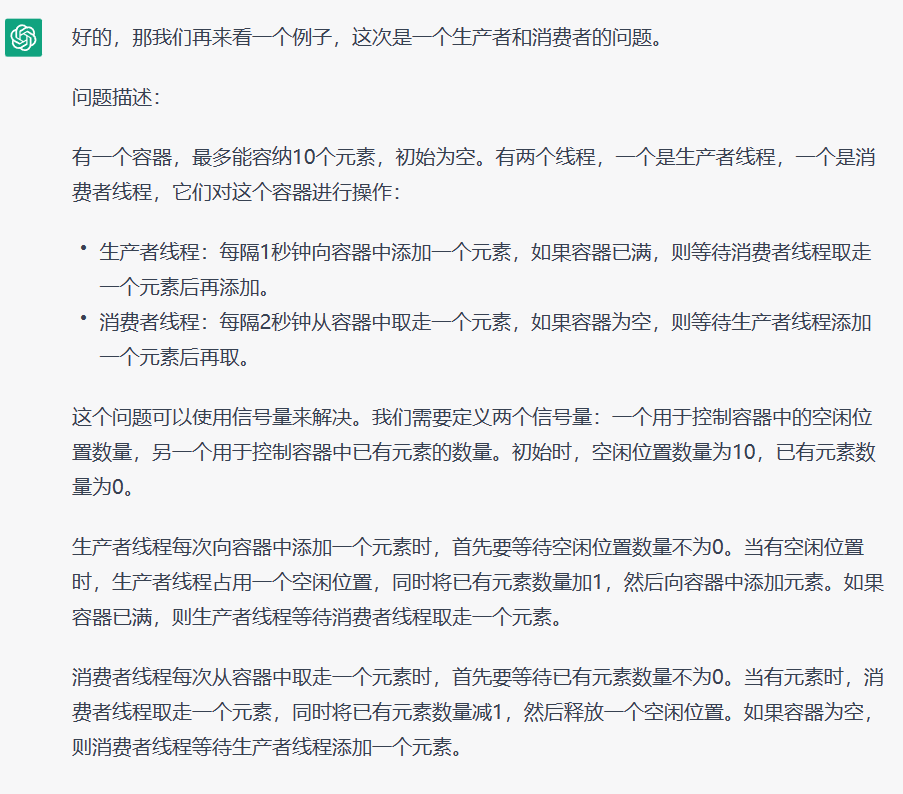 好的，那我们再来看一个例子，这次是一个生产者和消费者的问题。
问题描述：
有一个容器，最多能容纳10个元素，初始为空。有两个线程，一个是生产者线程，一个是消
费者线程，它们对这个容器进行操作：
• 生产者线程：每隔1秒钟向容器中添加一个元素，如果容器已满，则等待消费者线程取走
一个元素后再添加。
• 消费者线程：每隔2秒钟从容器中取走一个元素，如果容器为空，则等待生产者线程添加
一个元素后再取。
这个问题可以使用信号量来解决。我们需要定义两个信号量：一个用于控制容器中的空闲位
置数量，另一个用于控制容器中已有元素的数量。初始时，空闲位置数量为10，已有元素数
量为0。
生产者线程每次向容器中添加一个元素时，首先要等待空闲位置数量不为0。当有空闲位置
时，生产者线程占用一个空闲位置，同时将已有元素数量加1，然后向容器中添加元素。如果
容器已满，则生产者线程等待消费者线程取走一个元素。
消费者线程每次从容器中取走一个元素时，首先要等待已有元素数量不为0。当有元素时，消
费者线程取走一个元素，同时将已有元素数量减1，然后释放一个空闲位置。如果容器为空，
则消费者线程等待生产者线程添加一个元素。